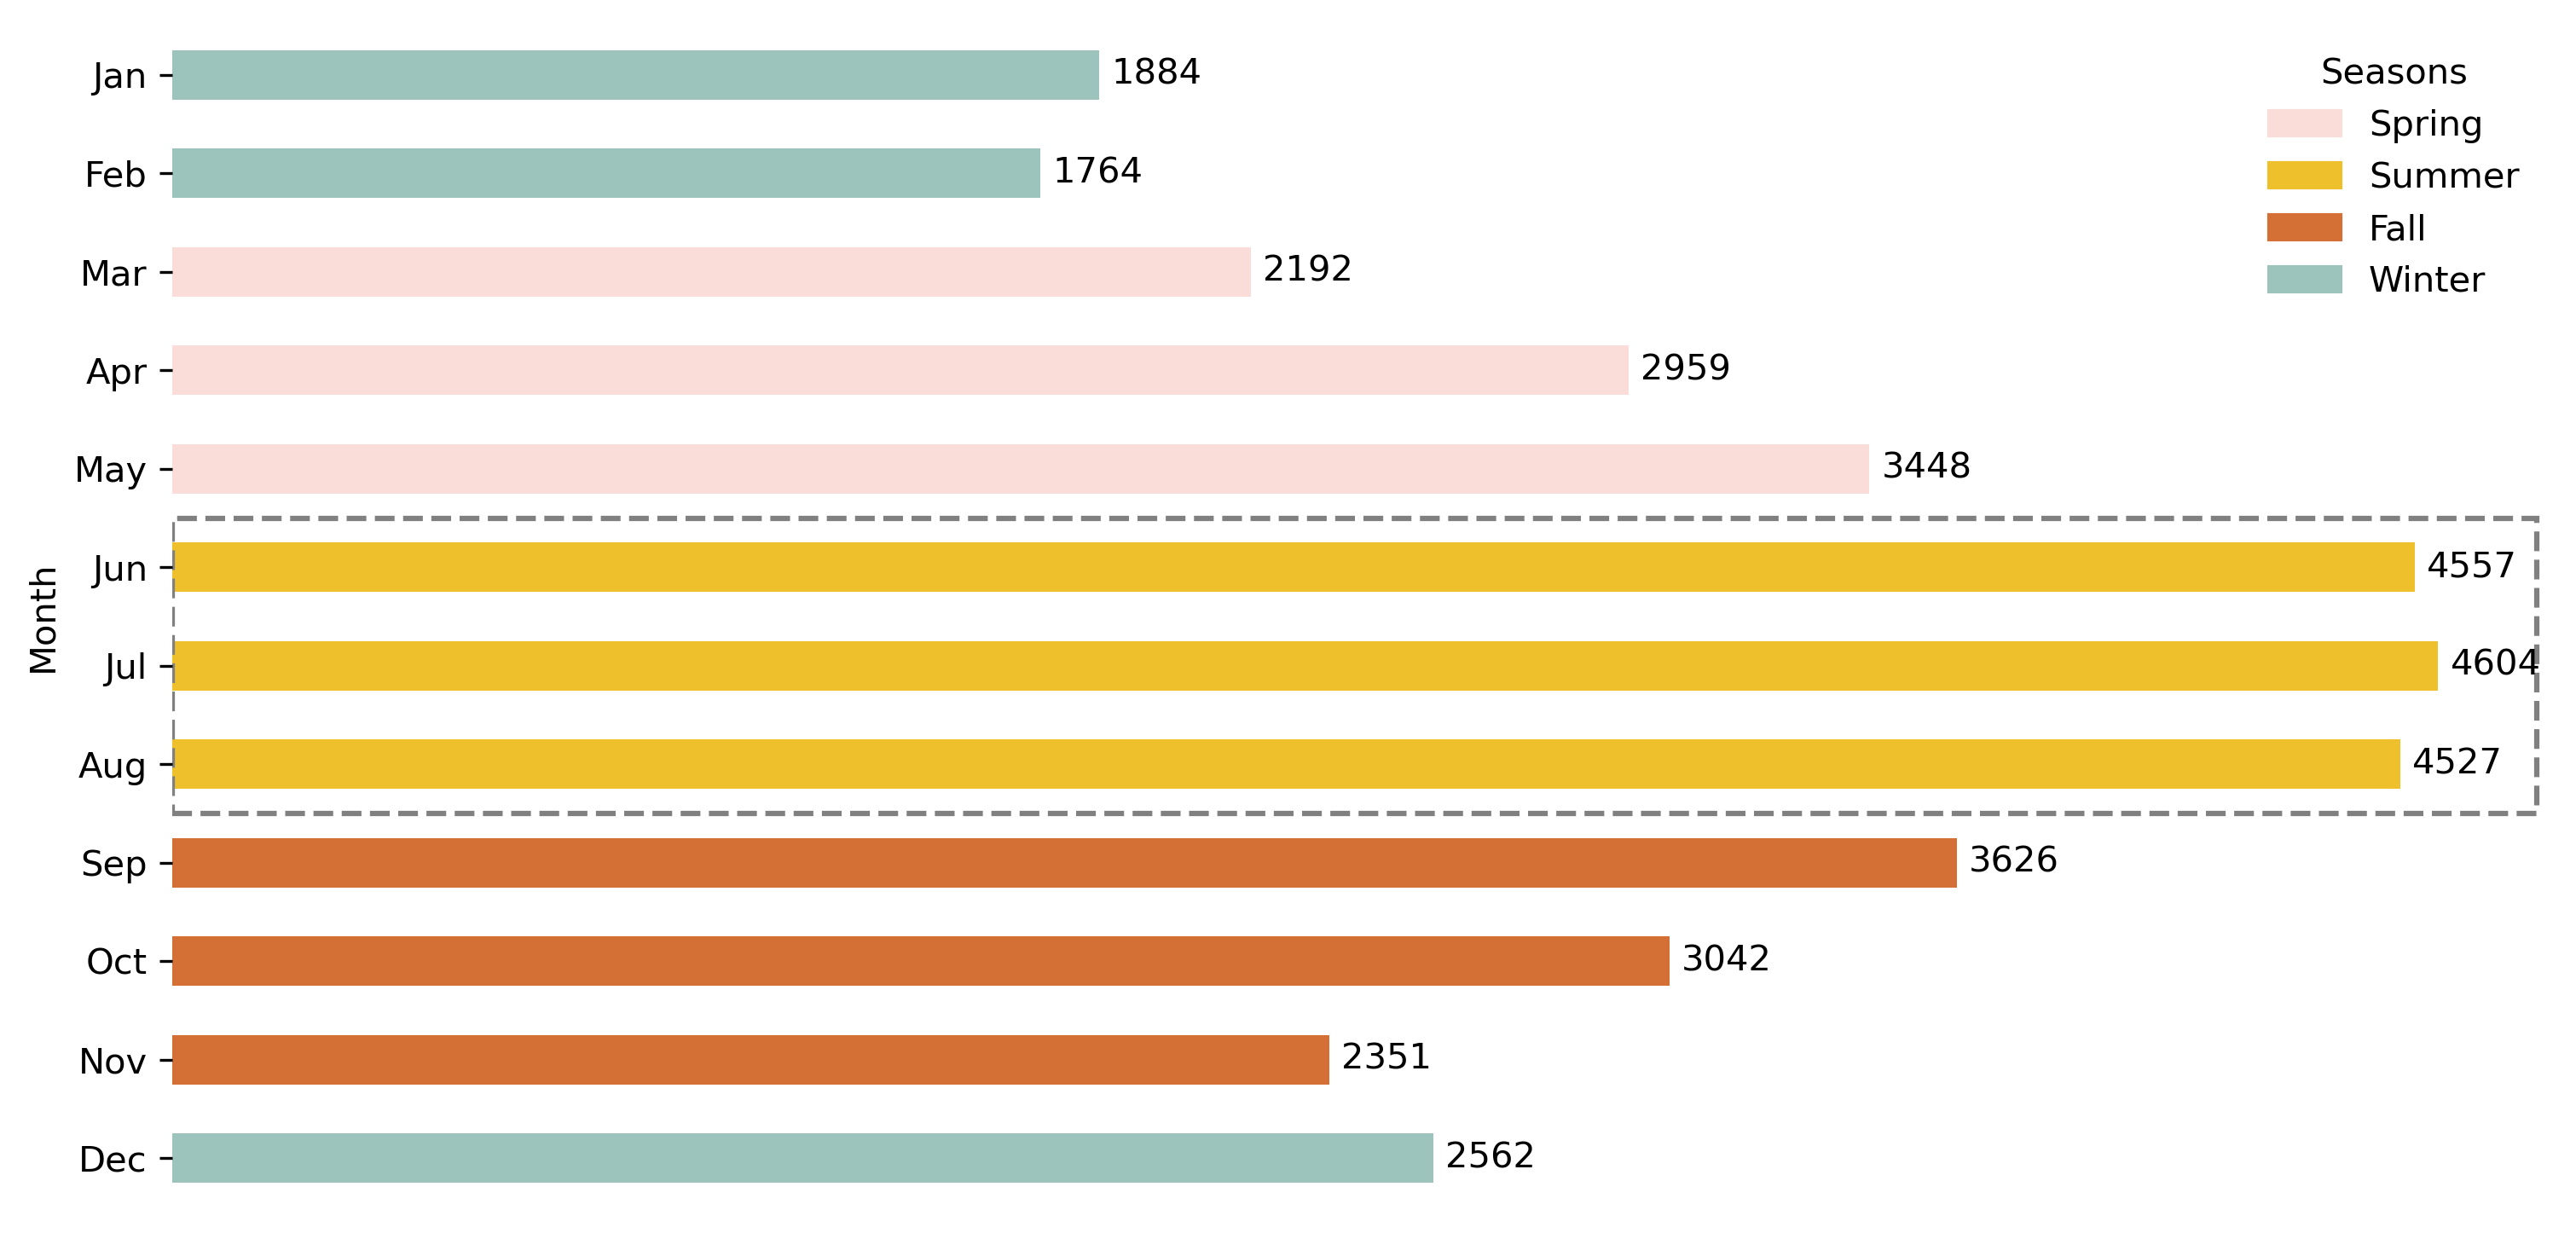 Jan 1884
Feb 1764
Mar 2192
Apr 2959
May 3448
Jun 4557
Jul 4604
Aug 4527
Sep 3626
Oct 3042
Nov 2351
Dec 2562
Month
Seasons
Spring
Summer
Fall
Winter